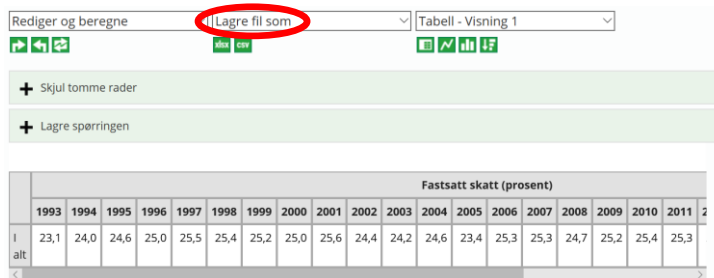 Rediger og beregne Lagre fil som Tabell - Visning 1
xlsx csv
Skjul tomme rader
Lagre spørringen
Fastsatt skatt (prosent)
1993 1994 1995 1996 1997 1998 1999 2000 2001 2002 2003 2004 2005 2006 2007 2008 2009 2010 2011 2
I alt 23,1 24,0 24,6 25,0 25,5 25,4 25,2 25,0 25,6 24,4 24,2 24,6 23,4 25,3 25,3 24,7 25,2 25,4 25,3